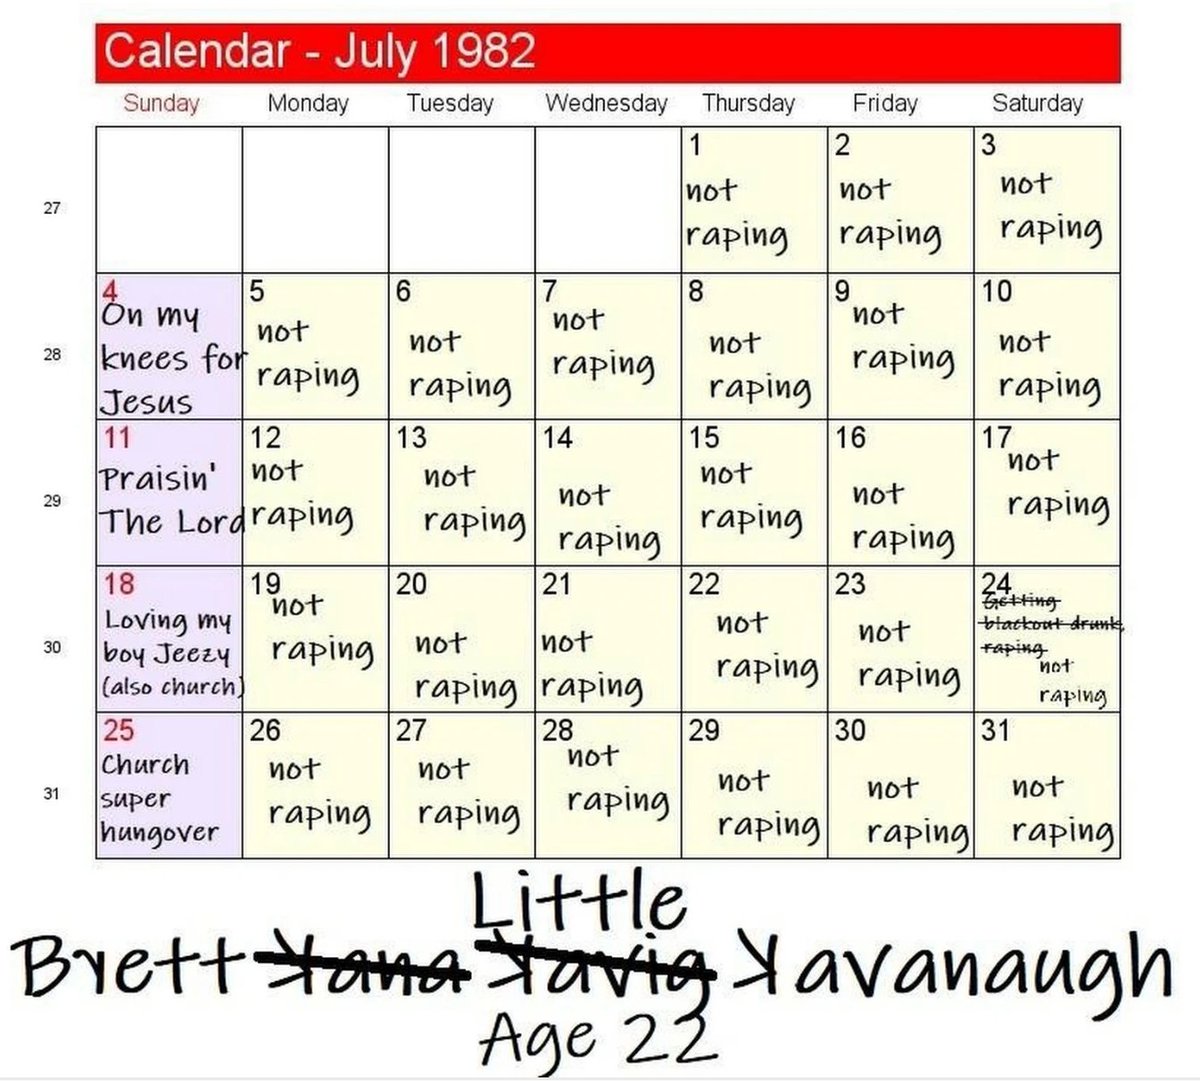 Calendar - July 1982
Sunday Monday Tuesday Wednesday Thursday Friday Saturday
27
1
not
raping
2
not
raping
3
not
raping
28
4
On my
knees for
Jesus
5
not
raping
6
not
raping
7
not
raping
8
not
raping
9
not
raping
10
not
raping
29
11
Praisin'
The Lord
12
not
raping
13
not
raping
14
not
raping
15
not
raping
16
not
raping
17
not
raping
30
18
Loving my
boy Jeezy
(also church)
19
not
raping
20
not
raping
21
not
raping
22
not
raping
23
not
raping
24
Getting
blackout drunk,
raping
not
raping
31
25
Church
super
hungover
26
not
raping
27
not
raping
28
not
raping
29
not
raping
30
not
raping
31
not
raping
Little
Brett Kana Kavig Kavanaugh
Age 22